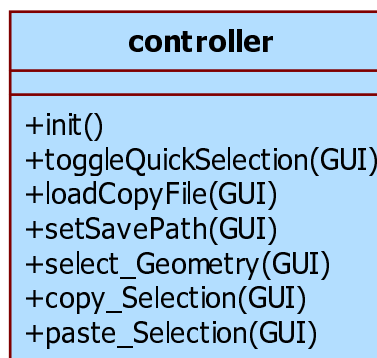 controller
+init()
+toggleQuickSelection(GUI)
+loadCopyFile(GUI)
+setSavePath(GUI)
+select_Geometry(GUI)
+copy_Selection(GUI)
+paste_Selection(GUI)